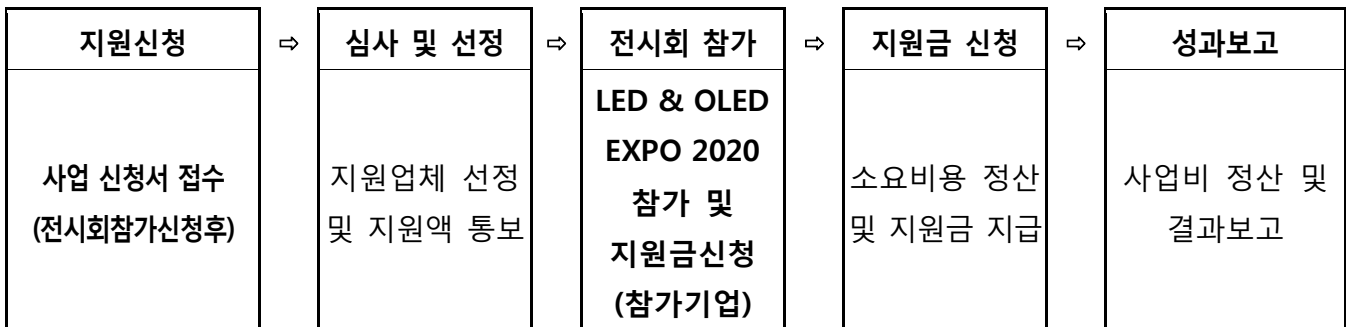 지원신청 ⇨ 심사 및 선정 ⇨ 전시회 참가 ⇨ 지원금 신청 ⇨ 성과보고
사업 신청서 접수
(전시회참가신청후)
지원업체 선정
및 지원액 통보
LED & OLED
EXPO 2020
참가 및
지원금신청
(참가기업)
소요비용 정산
및 지원금 지급
사업비 정산 및
결과보고